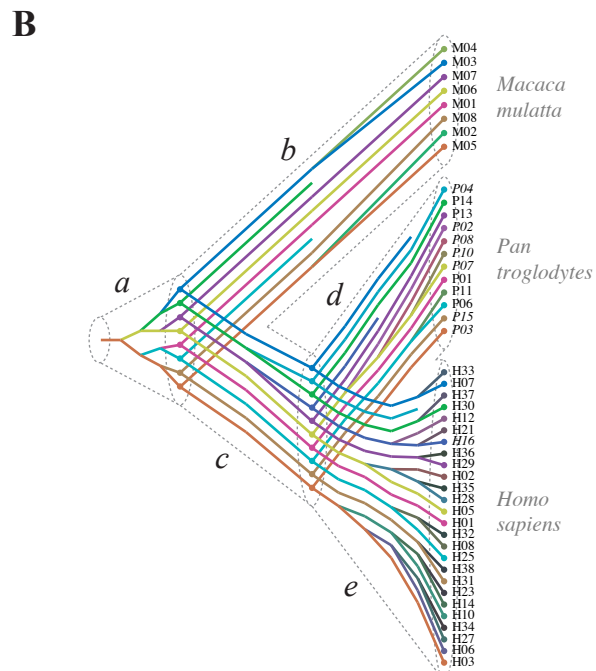 B
M04
M03
M07
M06
M01
M08
M02
M05
Macaca
mulatta
b
P04
P14
P13
P02
P08
P10
P07
P01
P11
P06
P15
P03
Pan
troglodytes
a
d
H33
H07
H37
H30
H12
H21
H16
H36
H29
H02
H35
H28
H05
H01
H32
H08
H25
H38
H31
H23
H14
H10
H34
H27
H06
H03
Homo
sapiens
c
e